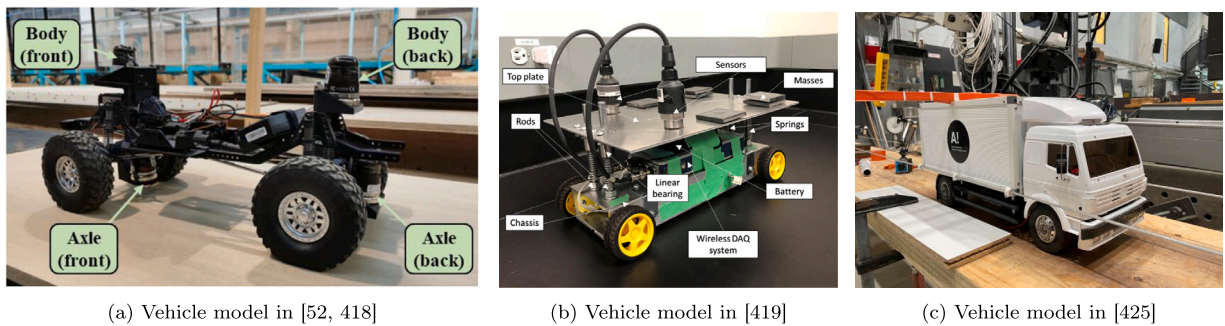 Body
(front)
Body
(back)
Axle
(front)
Axle
(back)
Top plate
Sensors
Masses
Rods
Springs
Linear
bearing
Battery
Chassis
Wireless DAQ
system
A!
(a) Vehicle model in [52, 418]
(b) Vehicle model in [419]
(c) Vehicle model in [425]